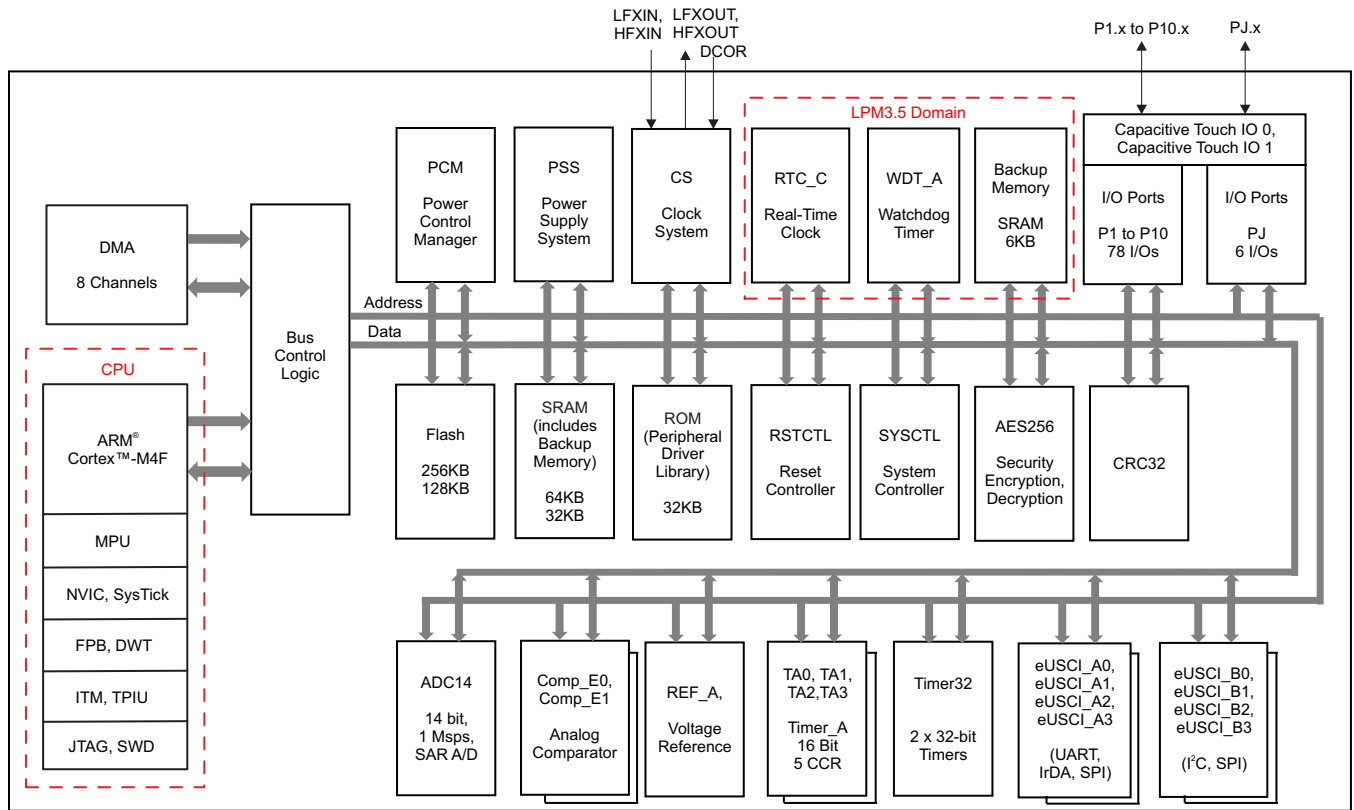 LFXIN,
HFXIN
LFXOUT,
HFXOUT
DCOR
P1.x to P10.x
PJ.x
LPM3.5 Domain
Capacitive Touch IO 0,
Capacitive Touch IO 1
PCM
Power
Control
Manager
PSS
Power
Supply
System
CS
Clock
System
RTC_C
Real-Time
Clock
WDT_A
Watchdog
Timer
Backup
Memory
SRAM
6KB
I/O Ports
P1 to P10
78 I/Os
I/O Ports
PJ
6 I/Os
DMA
8 Channels
Bus
Control
Logic
Address
Data
CPU
ARM®
Cortex™-M4F
MPU
NVIC, SysTick
FPB, DWT
ITM, TPIU
JTAG, SWD
Flash
256KB
128KB
SRAM
(includes
Backup
Memory)
64KB
32KB
ROM
(Peripheral
Driver
Library)
32KB
RSTCTL
Reset
Controller
SYSCTL
System
Controller
AES256
Security
Encryption,
Decryption
CRC32
ADC14
14 bit,
1 Msps,
SAR A/D
Comp_E0,
Comp_E1
Analog
Comparator
REF_A,
Voltage
Reference
TA0, TA1,
TA2,TA3
Timer_A
16 Bit
5 CCR
Timer32
2 x 32-bit
Timers
eUSCI_A0,
eUSCI_A1,
eUSCI_A2,
eUSCI_A3
(UART,
IrDA, SPI)
eUSCI_B0,
eUSCI_B1,
eUSCI_B2,
eUSCI_B3
(I²C, SPI)